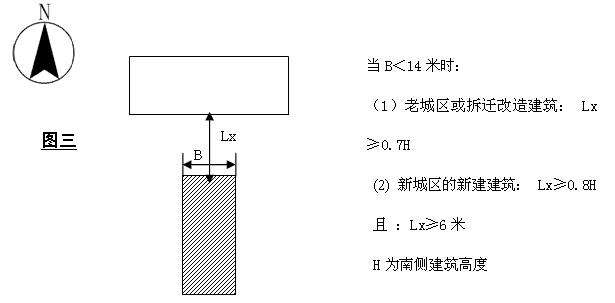 N
图三
Lx
B
当 B＜14 米时：
（1）老城区或拆迁改造建筑： Lx
≥0.7H
(2) 新城区的新建建筑： Lx≥0.8H
且 ：Lx≥6 米
H 为南侧建筑高度